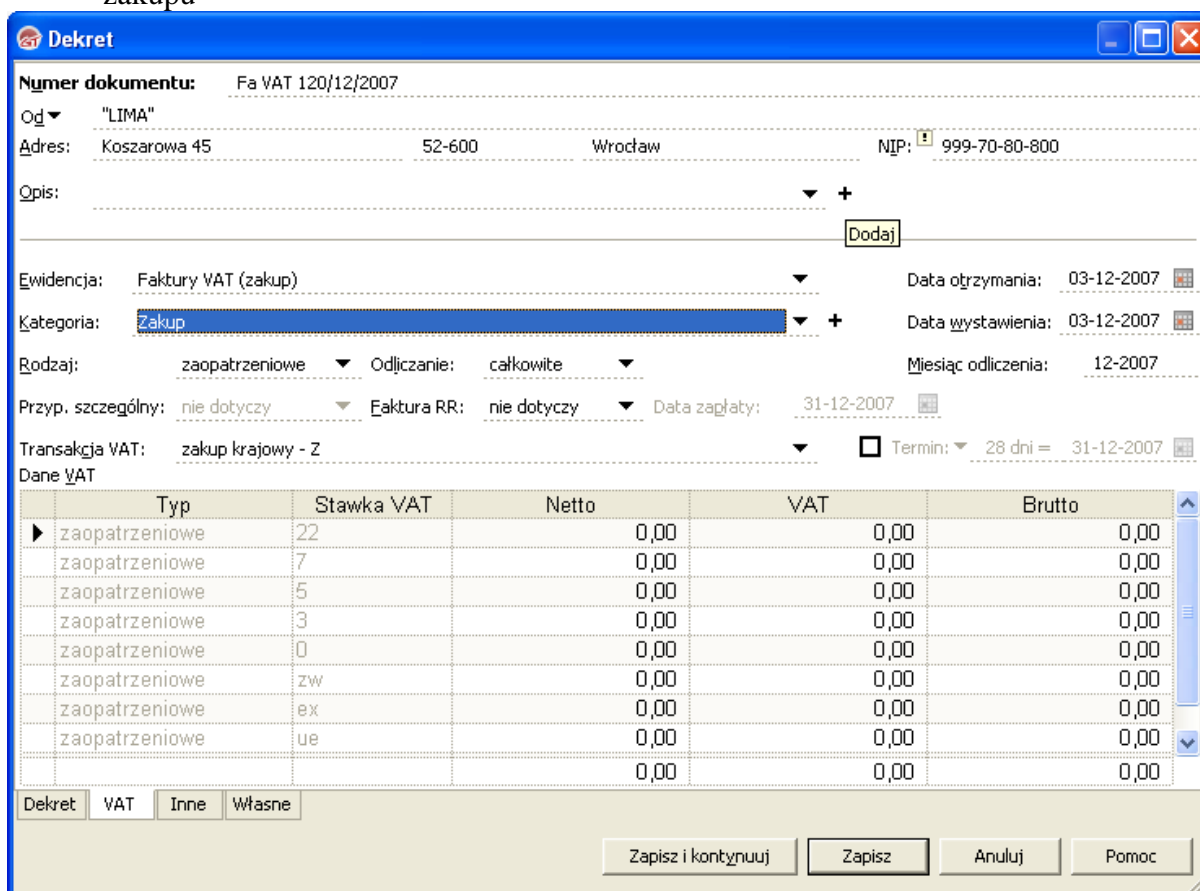 zakupu
Dekret
Numer dokumentu: Fa VAT 120/12/2007
Od "LIMA"
Adres: Koszarowa 45 52-600 Wrocław NIP: 999-70-80-800
Opis:
Dodaj
Ewidencja: Faktury VAT (zakup) Data otrzymania: 03-12-2007
Kategoria: Zakup Data wystawienia: 03-12-2007
Rodzaj: zaopatrzeniowe Odliczanie: całkowite Miesiąc odliczenia: 12-2007
Przyp. szczególny: nie dotyczy Faktura RR: nie dotyczy Data zapłaty: 31-12-2007
Transakcja VAT: zakup krajowy - Z Termin: 28 dni = 31-12-2007
Dane VAT
Typ Stawka VAT Netto VAT Brutto
zaopatrzeniowe 22 0,00 0,00 0,00
zaopatrzeniowe 7 0,00 0,00 0,00
zaopatrzeniowe 5 0,00 0,00 0,00
zaopatrzeniowe 3 0,00 0,00 0,00
zaopatrzeniowe 0 0,00 0,00 0,00
zaopatrzeniowe zw 0,00 0,00 0,00
zaopatrzeniowe ex 0,00 0,00 0,00
zaopatrzeniowe ue 0,00 0,00 0,00
0,00 0,00 0,00
Dekret VAT Inne Własne
Zapisz i kontynuuj Zapisz Anuluj Pomoc